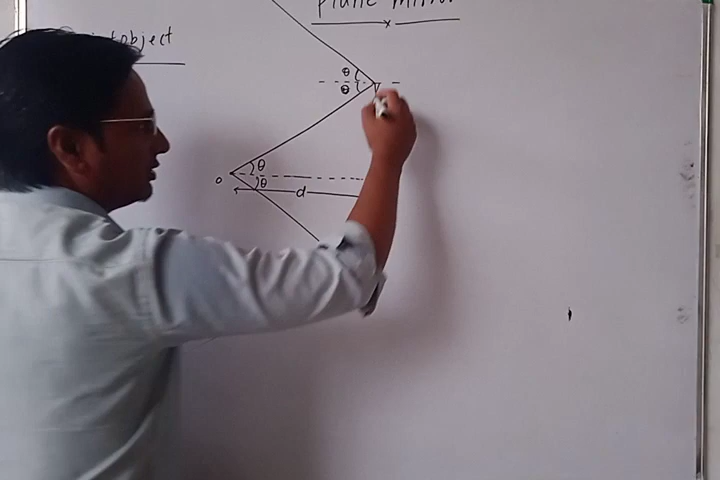 Plane mirror
object
θ
θ
θ
o
θ
d